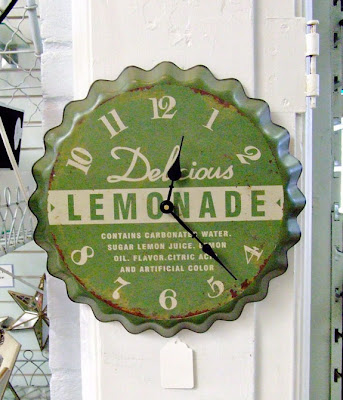 12
11 1
10 2
Delicious
LEMONADE
CONTAINS CARBONATED WATER.
SUGAR LEMON JUICE. LEMON
OIL. FLAVOR.CITRIC ACID
AND ARTIFICIAL COLOR
8 4
7 5
6